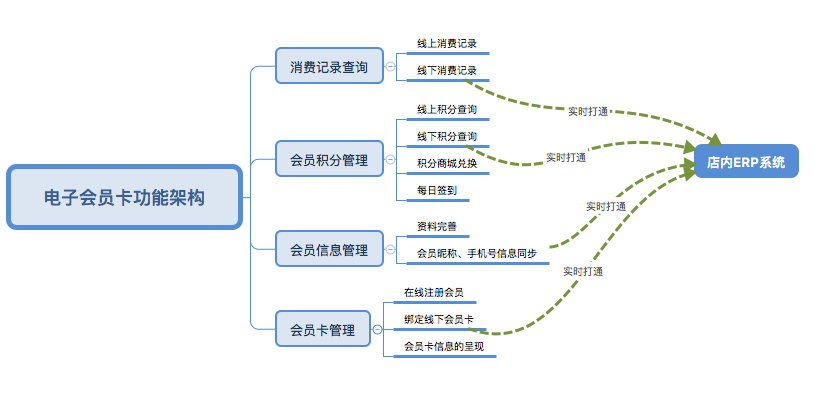 电子会员卡功能架构
消费记录查询
线上消费记录
线下消费记录
会员积分管理
线上积分查询
线下积分查询
积分商城兑换
每日签到
会员信息管理
资料完善
会员昵称、手机号信息同步
会员卡管理
在线注册会员
绑定线下会员卡
会员卡信息的呈现
实时打通
实时打通
实时打通
实时打通
店内ERP系统